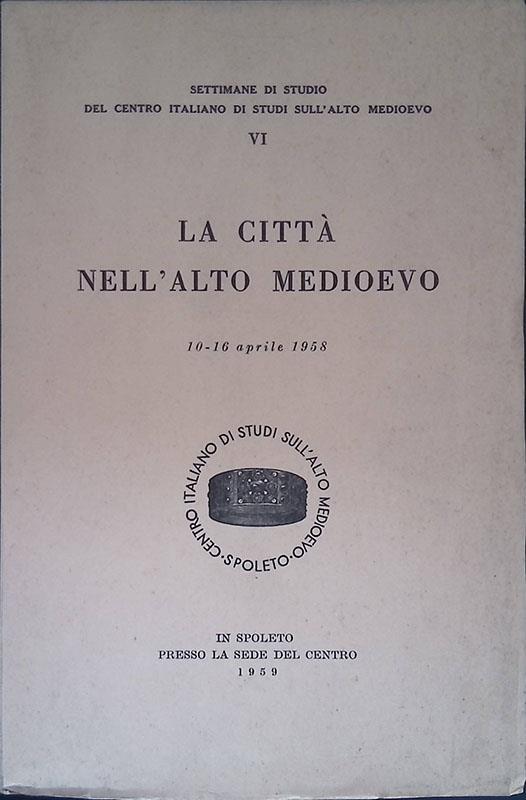 SETTIMANE DI STUDIO
DEL CENTRO ITALIANO DI STUDI SULL'ALTO MEDIOEVO
VI
LA CITTÀ
NELL'ALTO MEDIOEVO
10-16 aprile 1958
CENTRO ITALIANO DI STUDI SULL'ALTO MEDIOEVO · SPOLETO ·
IN SPOLETO
PRESSO LA SEDE DEL CENTRO
1959